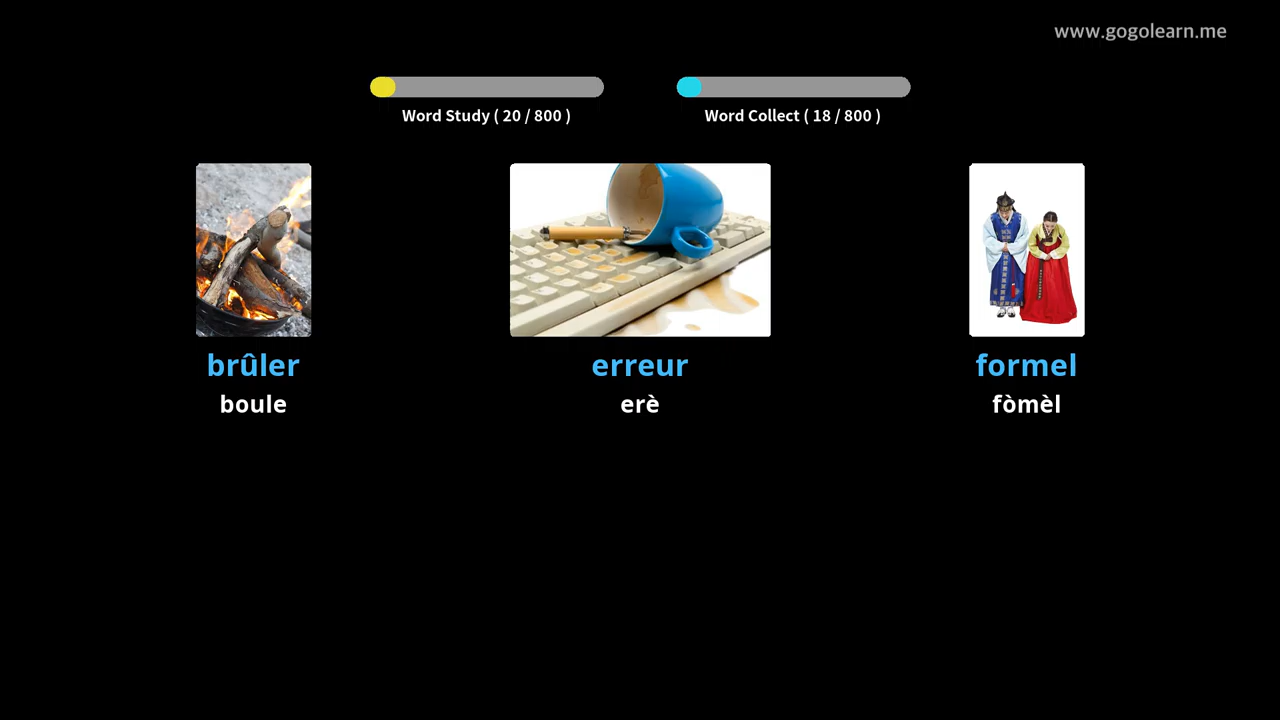 www.gogolearn.me
Word Study ( 20 / 800 )
Word Collect ( 18 / 800 )
brûler
boule
erreur
erè
formel
fòmèl